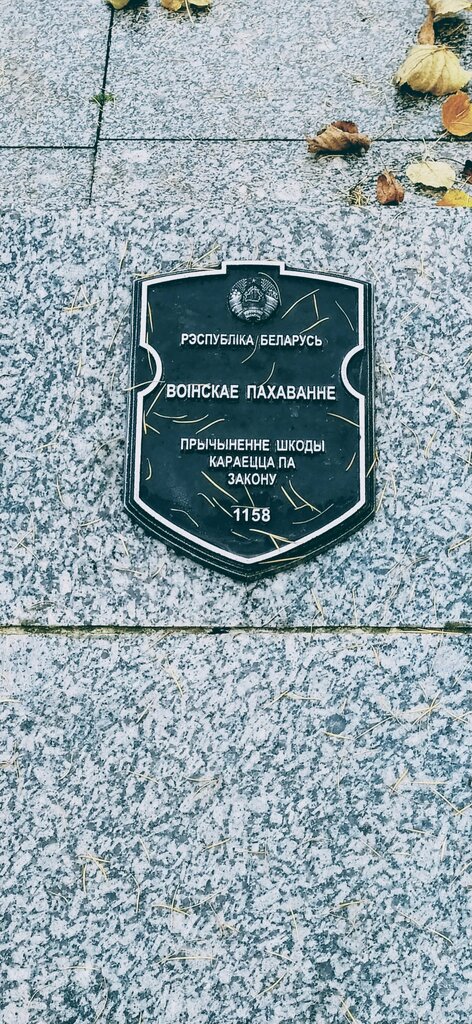 РЭСПУБЛІКА БЕЛАРУСЬ
ВОІНСКАЕ ПАХАВАННЕ
ПРЫЧЫНЕННЕ ШКОДЫ
КАРАЕЦЦА ПА
ЗАКОНУ
1158